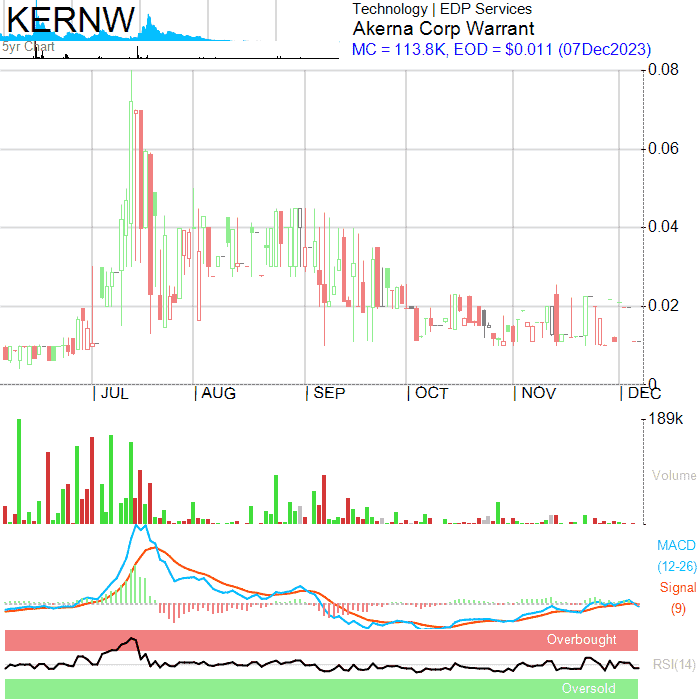 KERNW
5yr Chart
Technology | EDP Services
Akerna Corp Warrant
MC = 113.8K, EOD = $0.011 (07Dec2023)
0.08
0.06
0.04
0.02
0
JUL
AUG
SEP
OCT
NOV
DEC
189k
Volume
MACD
(12-26)
Signal
(9)
Overbought
RSI(14)
Oversold